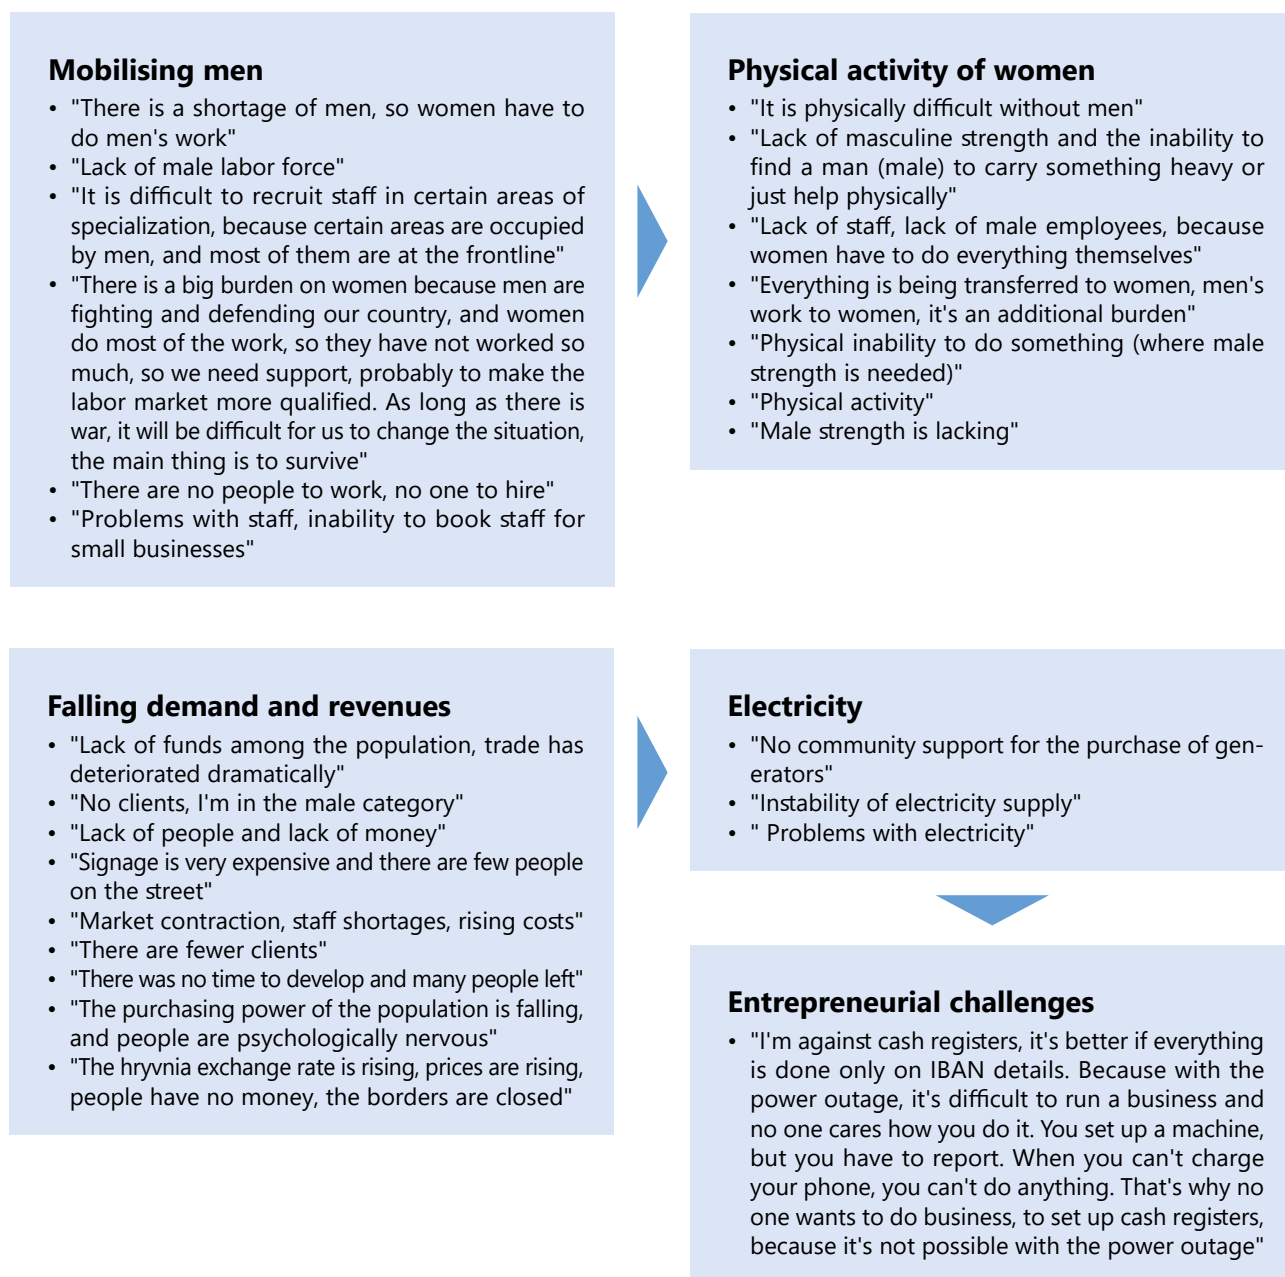 Mobilising men
• "There is a shortage of men, so women have to
do men's work"
• "Lack of male labor force"
• "It is difficult to recruit staff in certain areas of
specialization, because certain areas are occupied
by men, and most of them are at the frontline"
• "There is a big burden on women because men are
fighting and defending our country, and women
do most of the work, so they have not worked so
much, so we need support, probably to make the
labor market more qualified. As long as there is
war, it will be difficult for us to change the situation,
the main thing is to survive"
• "There are no people to work, no one to hire"
• "Problems with staff, inability to book staff for
small businesses"
Physical activity of women
• "It is physically difficult without men"
• "Lack of masculine strength and the inability to
find a man (male) to carry something heavy or
just help physically"
• "Lack of staff, lack of male employees, because
women have to do everything themselves"
• "Everything is being transferred to women, men's
work to women, it's an additional burden"
• "Physical inability to do something (where male
strength is needed)"
• "Physical activity"
• "Male strength is lacking"
Falling demand and revenues
• "Lack of funds among the population, trade has
deteriorated dramatically"
• "No clients, I'm in the male category"
• "Lack of people and lack of money"
• "Signage is very expensive and there are few people
on the street"
• "Market contraction, staff shortages, rising costs"
• "There are fewer clients"
• "There was no time to develop and many people left"
• "The purchasing power of the population is falling,
and people are psychologically nervous"
• "The hryvnia exchange rate is rising, prices are rising,
people have no money, the borders are closed"
Electricity
• "No community support for the purchase of gen-
erators"
• "Instability of electricity supply"
• " Problems with electricity"
Entrepreneurial challenges
• "I'm against cash registers, it's better if everything
is done only on IBAN details. Because with the
power outage, it's difficult to run a business and
no one cares how you do it. You set up a machine,
but you have to report. When you can't charge
your phone, you can't do anything. That's why no
one wants to do business, to set up cash registers,
because it's not possible with the power outage"